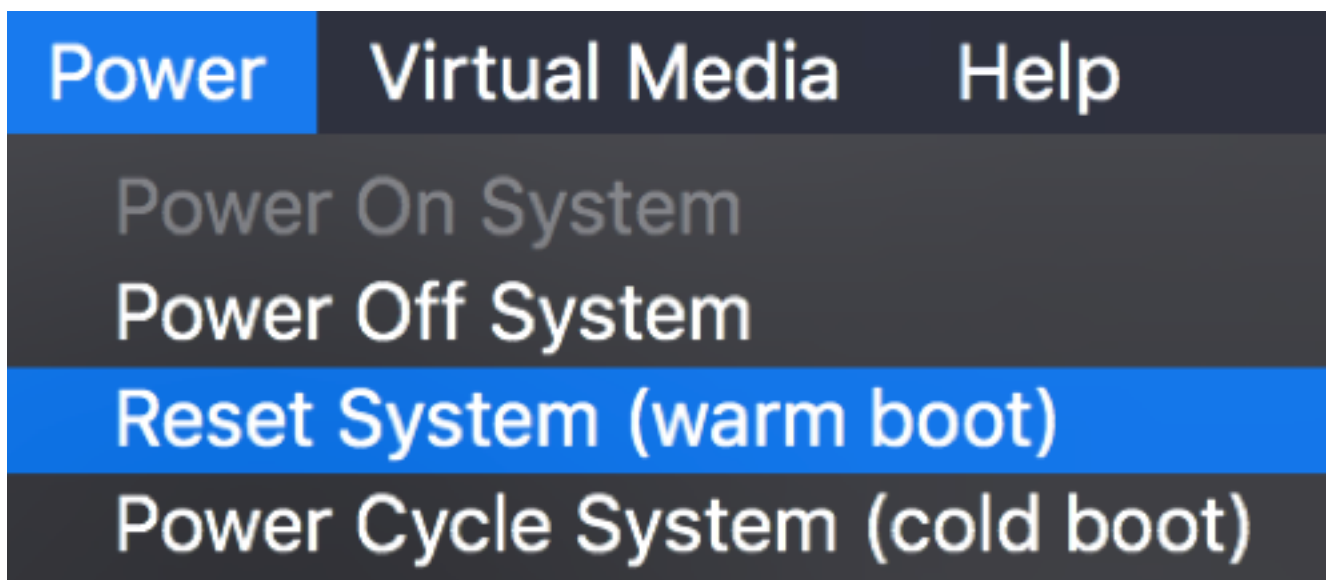 Power Virtual Media Help
Power On System
Power Off System
Reset System (warm boot)
Power Cycle System (cold boot)